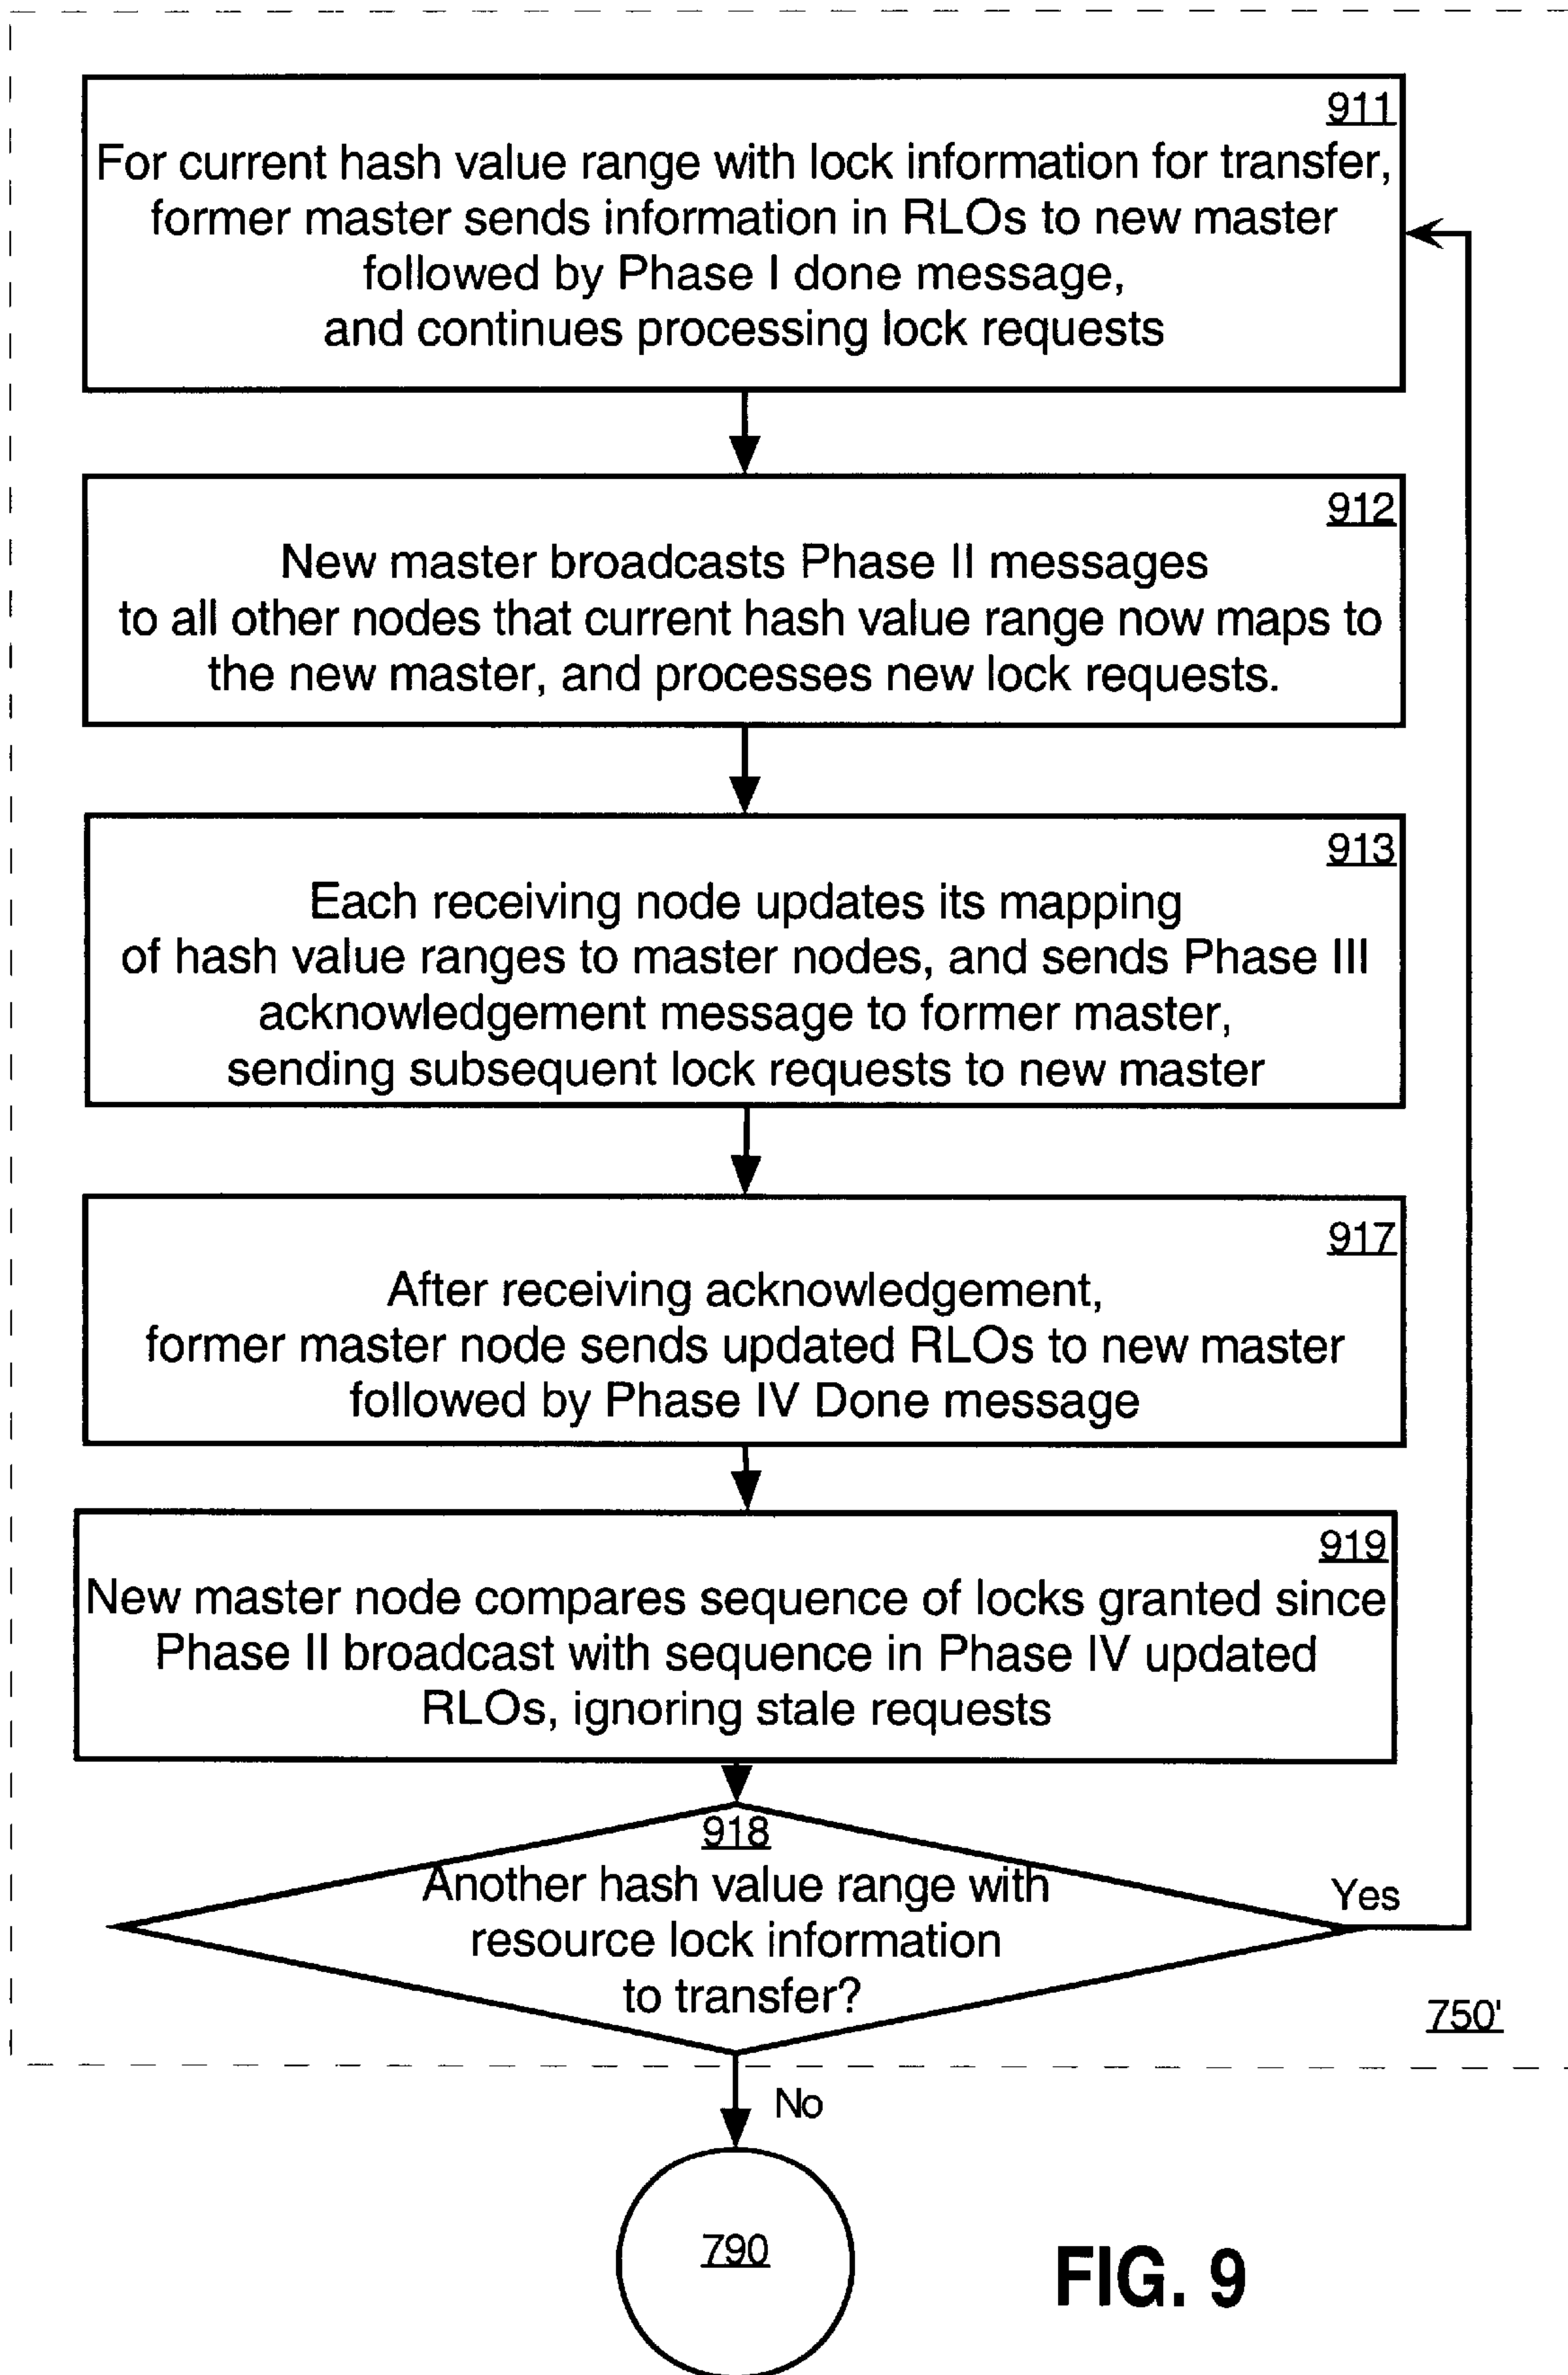 911
For current hash value range with lock information for transfer,
former master sends information in RLOs to new master
followed by Phase I done message,
and continues processing lock requests
912
New master broadcasts Phase II messages
to all other nodes that current hash value range now maps to
the new master, and processes new lock requests.
913
Each receiving node updates its mapping
of hash value ranges to master nodes, and sends Phase III
acknowledgement message to former master,
sending subsequent lock requests to new master
917
After receiving acknowledgement,
former master node sends updated RLOs to new master
followed by Phase IV Done message
919
New master node compares sequence of locks granted since
Phase II broadcast with sequence in Phase IV updated
RLOs, ignoring stale requests
918
Another hash value range with
resource lock information
to transfer?
Yes
750'
No
790
FIG. 9